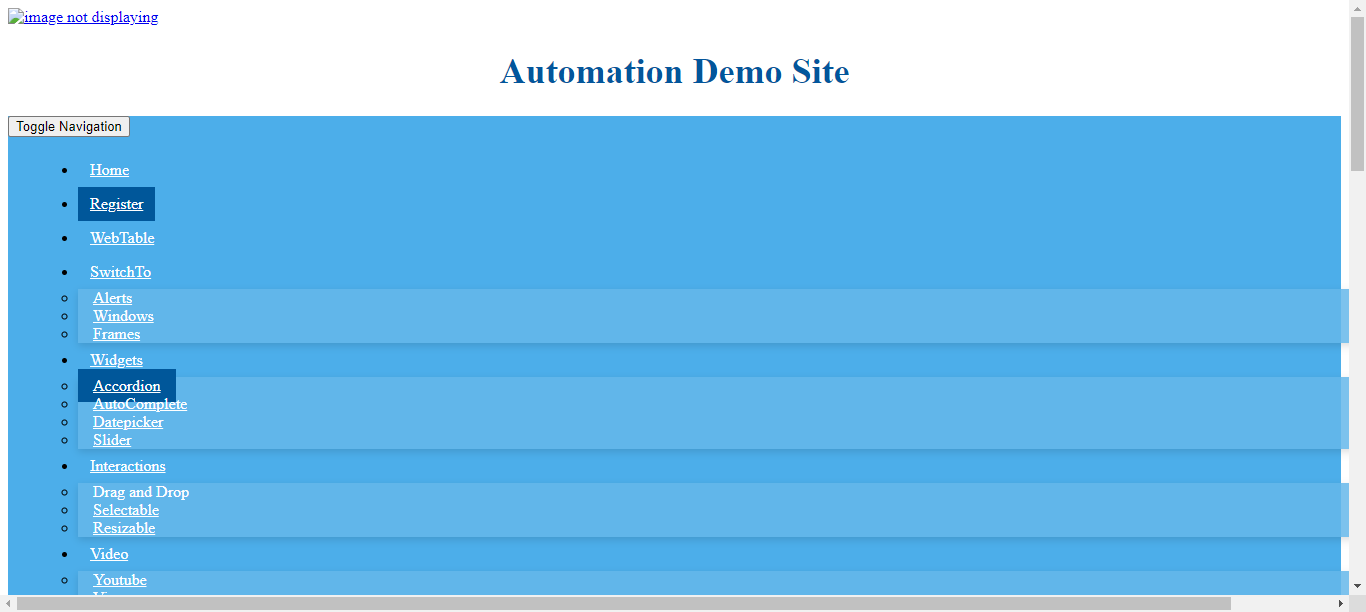 image not displaying
Automation Demo Site
Toggle Navigation
Home
Register
WebTable
SwitchTo
Alerts
Windows
Frames
Widgets
Accordion
AutoComplete
Datepicker
Slider
Interactions
Drag and Drop
Selectable
Resizable
Video
Youtube